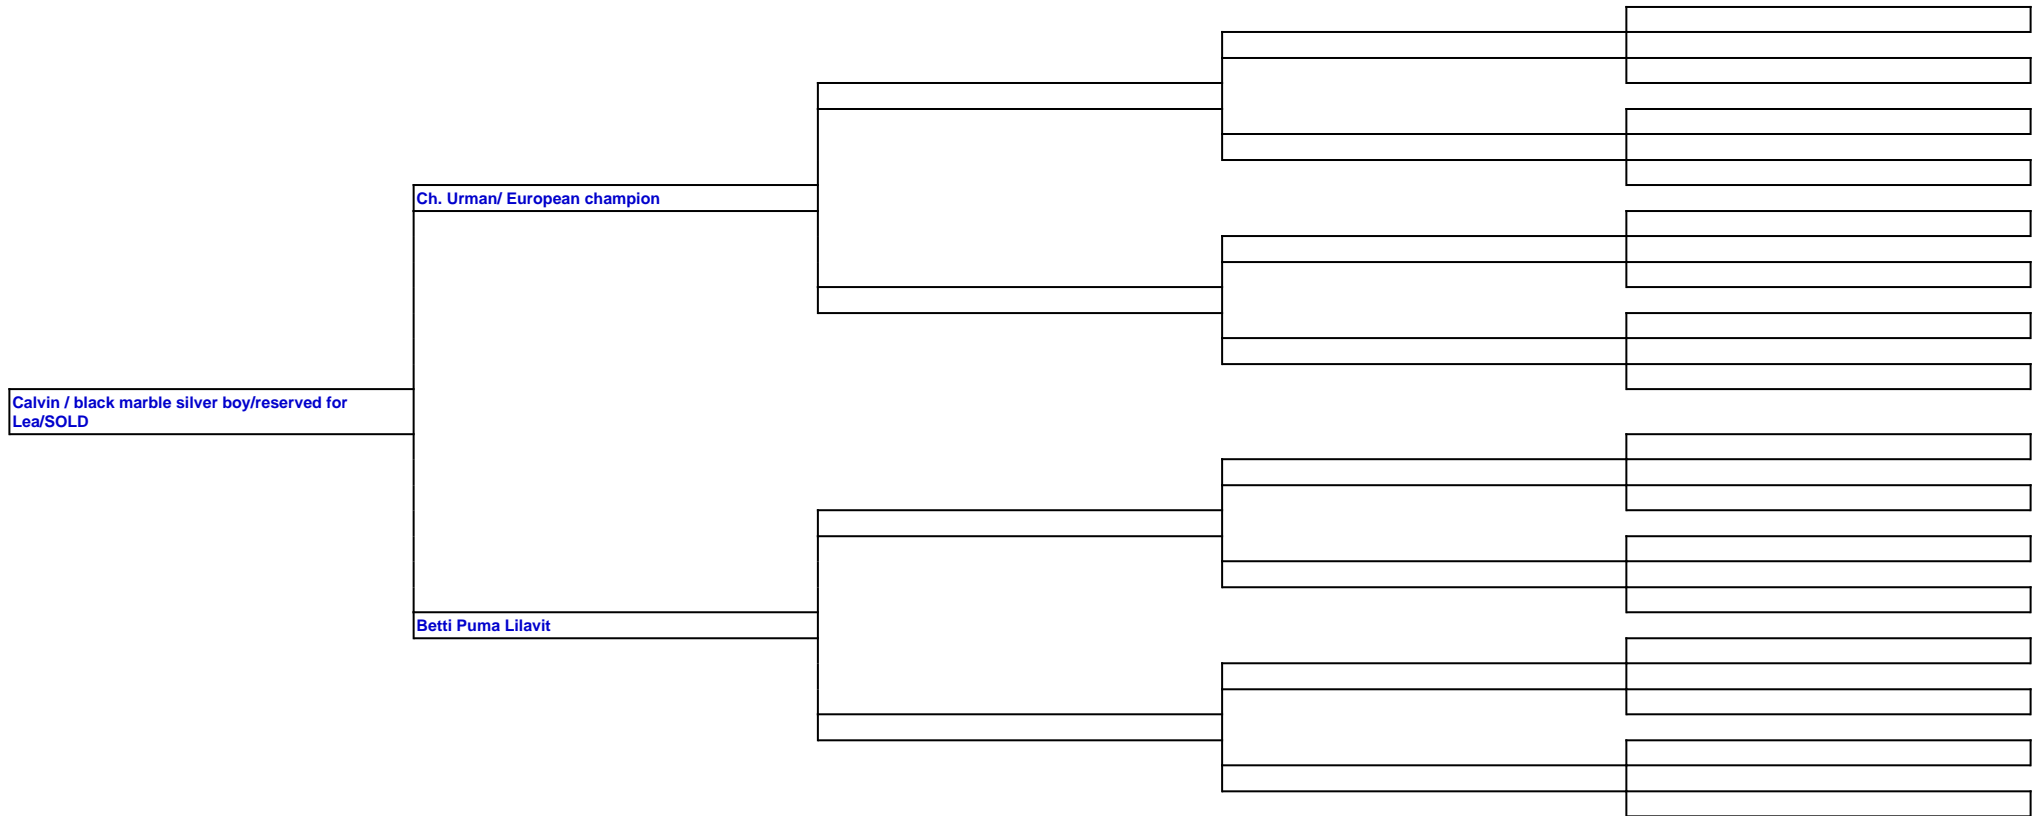 Ch. Urman/ European champion
Calvin / black marble silver boy/reserved for
Lea/SOLD
Betti Puma Lilavit